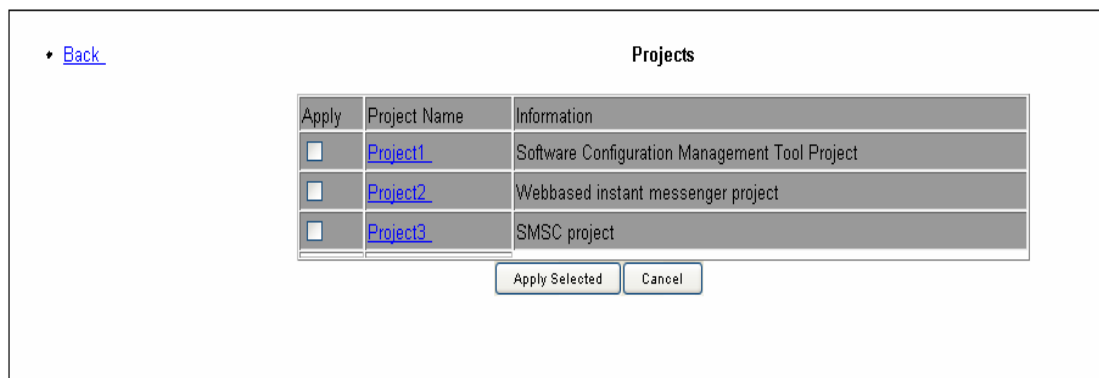 Back
Projects
Apply Project Name Information
Project1 Software Configuration Management Tool Project
Project2 Webbased instant messenger project
Project3 SMSC project
Apply Selected Cancel